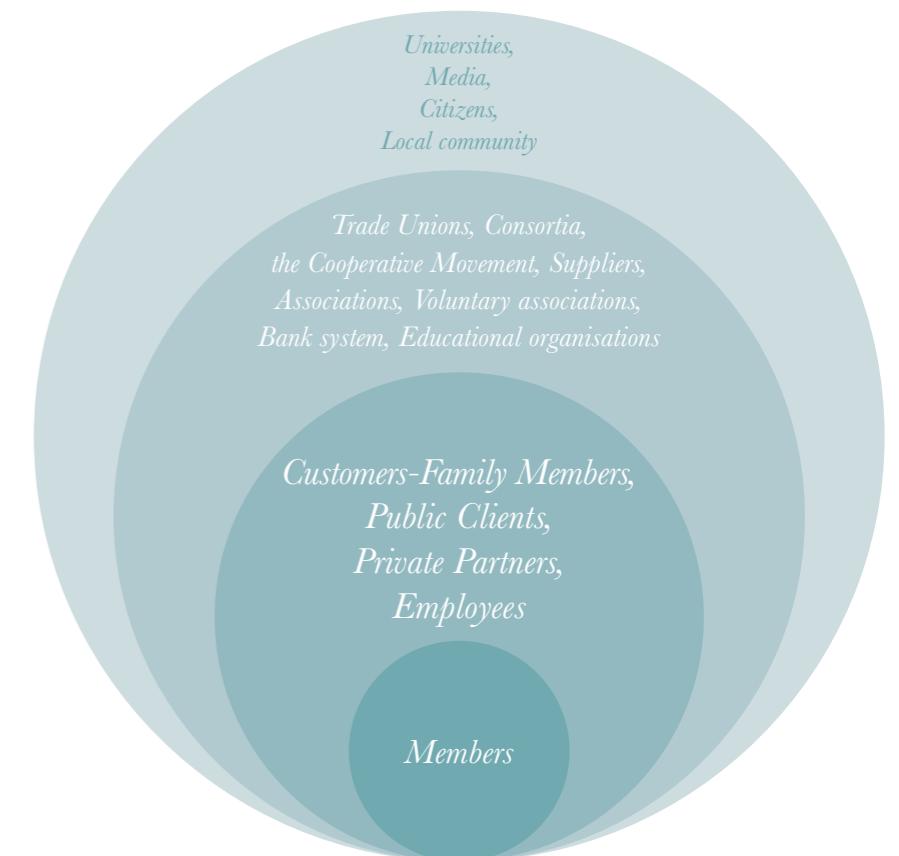 Universities,
Media,
Citizens,
Local community
Trade Unions, Consortia,
the Cooperative Movement, Suppliers,
Associations, Voluntary associations,
Bank system, Educational organisations
Customers-Family Members,
Public Clients,
Private Partners,
Employees
Members